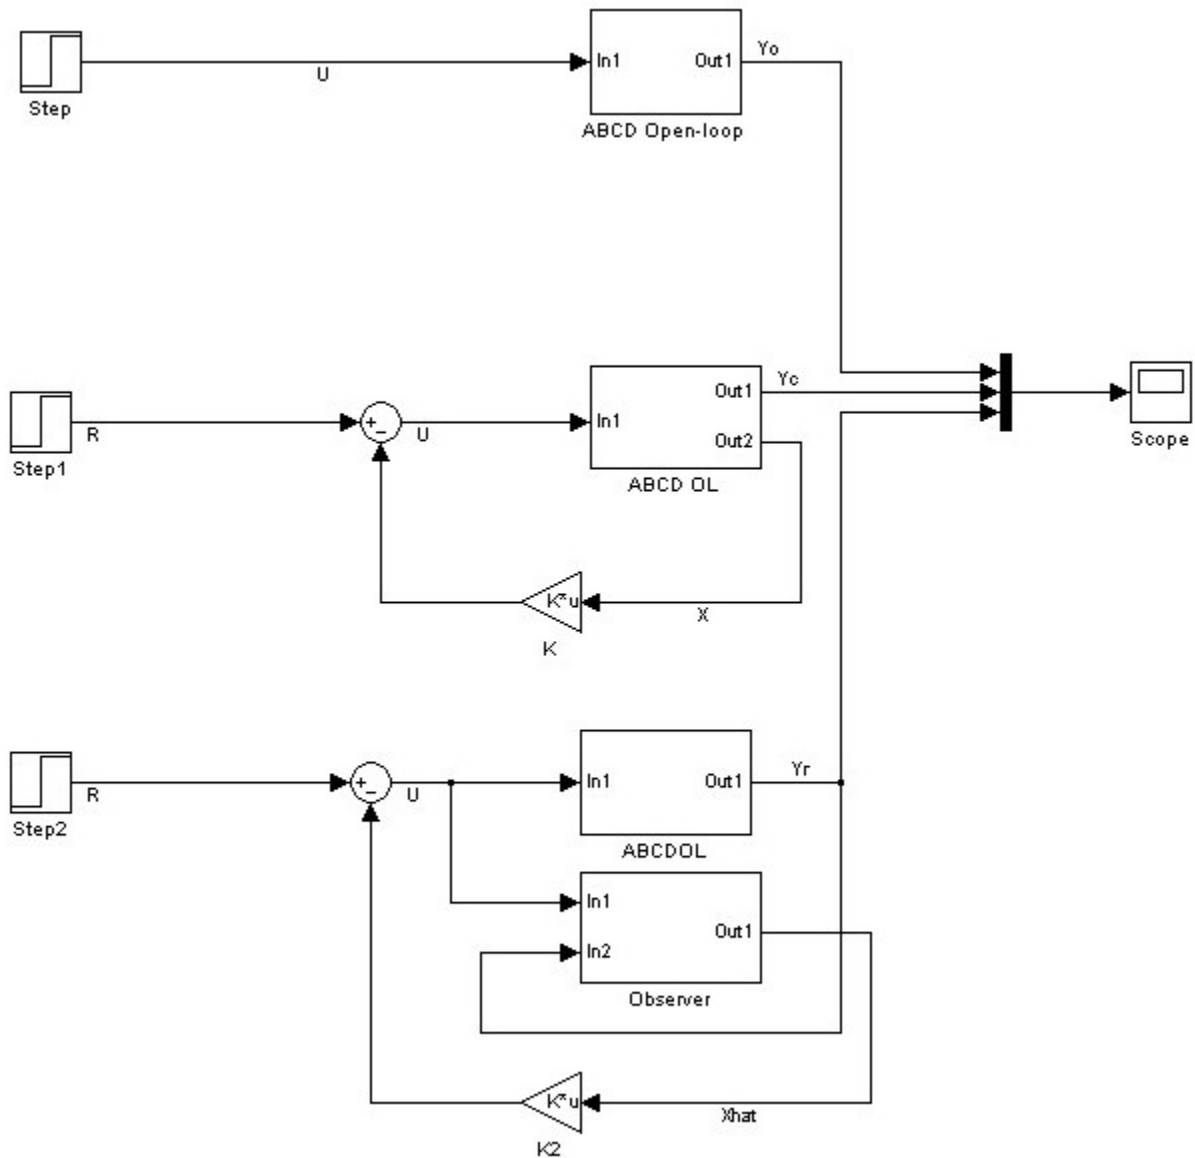 Yo
In1 Out1
U
Step
ABCD Open-loop
Yc
Out1
R
U
In1
Out2
Step1
Scope
ABCD OL
K*u
X
K
Yr
In1 Out1
R
U
Step2
ABCDOL
In1
Out1
In2
Observer
K*u
Xhat
K2